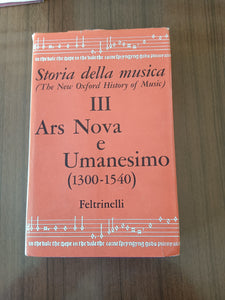 Storia della musica
(The New Oxford History of Music)
III
Ars Nova
e
Umanesimo
(1300-1540)
Feltrinelli